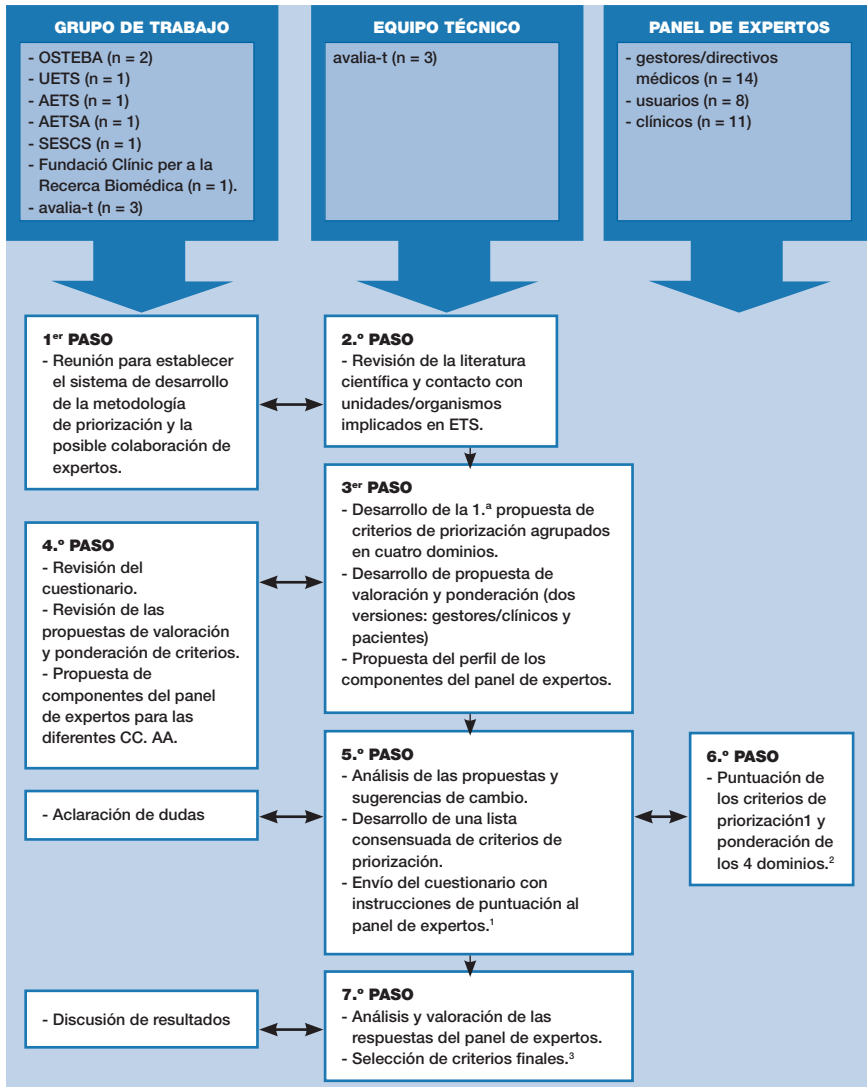 GRUPO DE TRABAJO
- OSTEBA (n = 2)
- UETS (n = 1)
- AETS (n = 1)
- AETSA (n = 1)
- SESCS (n = 1)
- Fundació Clínic per a la
Recerca Biomédica (n = 1).
- avalia-t (n = 3)
EQUIPO TÉCNICO
avalia-t (n = 3)
PANEL DE EXPERTOS
- gestores/directivos
médicos (n = 14)
- usuarios (n = 8)
- clínicos (n = 11)
1er PASO
- Reunión para establecer
el sistema de desarrollo
de la metodología
de priorización y la
posible colaboración de
expertos.
2.º PASO
- Revisión de la literatura
científica y contacto con
unidades/organismos
implicados en ETS.
3er PASO
- Desarrollo de la 1.ª propuesta de
criterios de priorización agrupados
en cuatro dominios.
- Desarrollo de propuesta de
valoración y ponderación (dos
versiones: gestores/clínicos y
pacientes)
- Propuesta del perfil de los
componentes del panel de expertos.
4.º PASO
- Revisión del
cuestionario.
- Revisión de las
propuestas de valoración
y ponderación de criterios.
- Propuesta de
componentes del panel
de expertos para las
diferentes CC. AA.
5.º PASO
- Análisis de las propuestas y
sugerencias de cambio.
- Desarrollo de una lista
consensuada de criterios de
priorización.
- Envío del cuestionario con
instrucciones de puntuación al
panel de expertos.1
- Aclaración de dudas
6.º PASO
- Puntuación de
los criterios de
priorización1 y
ponderación de
los 4 dominios.2
7.º PASO
- Análisis y valoración de las
respuestas del panel de expertos.
- Selección de criterios finales.3
- Discusión de resultados